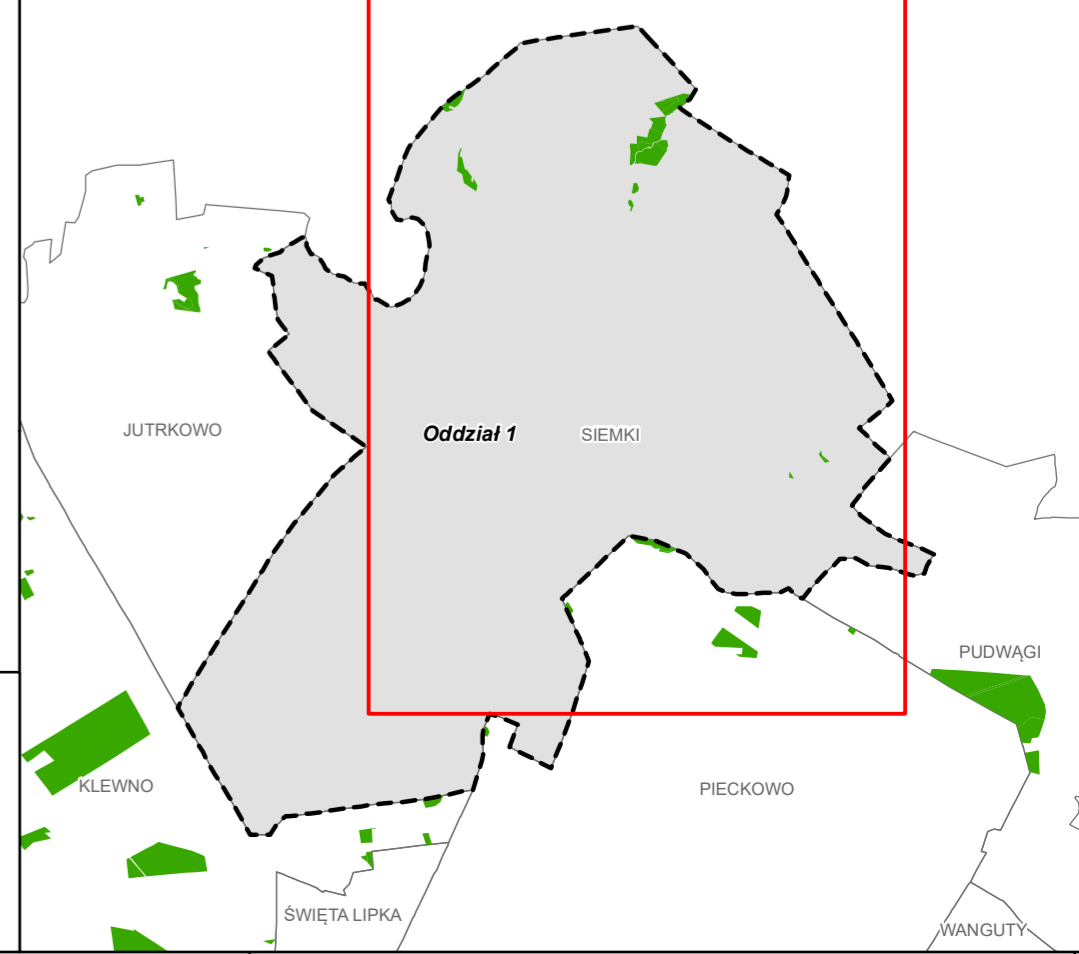 JUTRKOWO
Oddział 1
SIEMKI
PUDWĄGI
KLEWNO
PIECKOWO
ŚWIĘTA LIPKA
WANGUTY